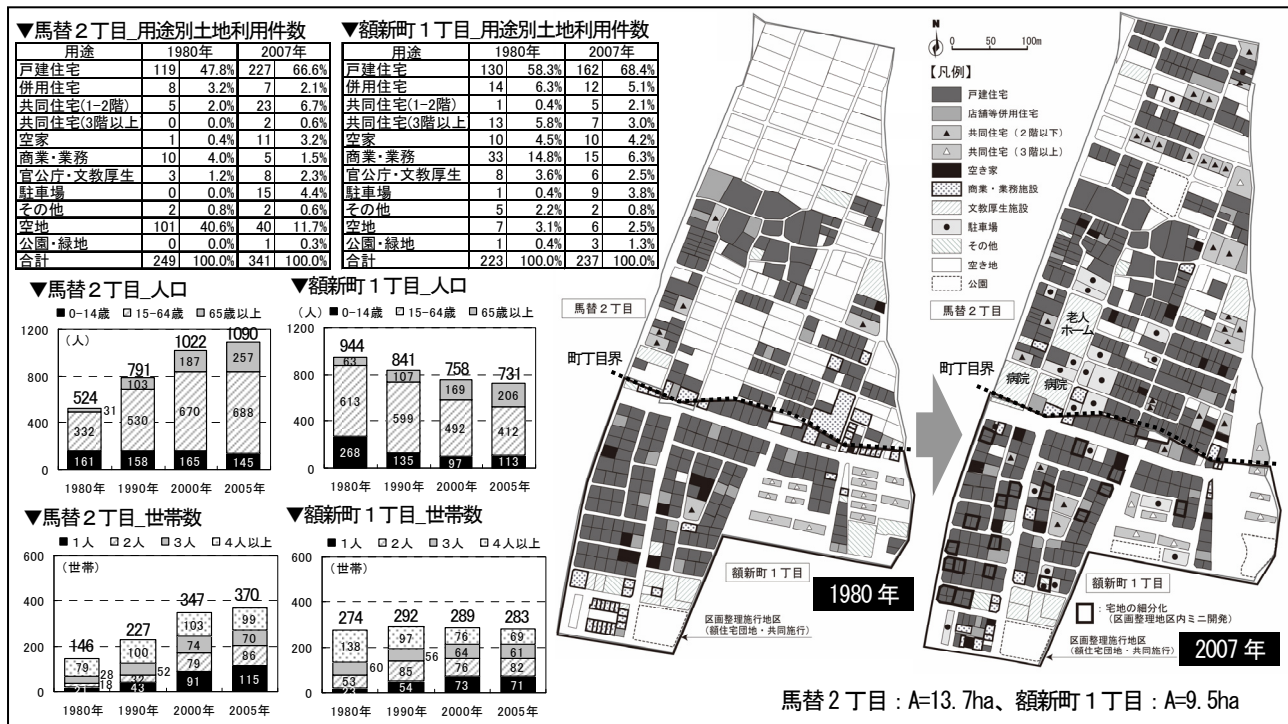 ▼馬替２丁目_用途別土地利用件数
用途 1980年 2007年
戸建住宅 119 47.8% 227 66.6%
併用住宅 8 3.2% 7 2.1%
共同住宅(1-2階) 5 2.0% 23 6.7%
共同住宅(3階以上 0 0.0% 2 0.6%
空家 1 0.4% 11 3.2%
商業・業務 10 4.0% 5 1.5%
官公庁・文教厚生 3 1.2% 8 2.3%
駐車場 0 0.0% 15 4.4%
その他 2 0.8% 2 0.6%
空地 101 40.6% 40 11.7%
公園・緑地 0 0.0% 1 0.3%
合計 249 100.0% 341 100.0%
▼額新町１丁目_用途別土地利用件数
用途 1980年 2007年
戸建住宅 130 58.3% 162 68.4%
併用住宅 14 6.3% 12 5.1%
共同住宅(1-2階) 1 0.4% 5 2.1%
共同住宅(3階以上 13 5.8% 7 3.0%
空家 10 4.5% 10 4.2%
商業・業務 33 14.8% 15 6.3%
官公庁・文教厚生 8 3.6% 6 2.5%
駐車場 1 0.4% 9 3.8%
その他 5 2.2% 2 0.8%
空地 7 3.1% 6 2.5%
公園・緑地 1 0.4% 3 1.3%
合計 223 100.0% 237 100.0%
▼馬替２丁目_人口
■0-14歳 15-64歳 65歳以上
（人）
1200
800
400
0
524 31 332 161
791 103 530 158
1022 187 670 165
1090 257 688 145
1980年 1990年 2000年 2005年
▼額新町１丁目_人口
（人） ■0-14歳 15-64歳 65歳以上
1200
800
400
0
944 63 613 268
841 107 599 135
758 169 492 97
731 206 412 113
1980年 1990年 2000年 2005年
▼馬替２丁目_世帯数
■1人 2人 3人 4人以上
（世帯）
600
400
200
0
146 79 28 18 21
227 100 52 32 43
347 103 74 79 91
370 99 70 86 115
1980年 1990年 2000年 2005年
▼額新町１丁目_世帯数
■1人 2人 3人 4人以上
（世帯）
600
400
200
0
274 138 60 53 23
292 97 56 85 54
289 76 64 76 73
283 69 61 82 71
1980年 1990年 2000年 2005年
馬替２丁目
町丁目界
額新町１丁目
1980年
区画整理施行地区
（額住宅団地・共同施行）
N
0 50 100m
【凡例】
戸建住宅
店舗等併用住宅
共同住宅（２階以下）
共同住宅（３階以上）
空き家
商業・業務施設
文教厚生施設
駐車場
その他
空き地
公園
馬替２丁目
老人
ホーム
町丁目界
病院 病院
額新町１丁目
：宅地の細分化
（区画整理地区内ミニ開発）
区画整理施行地区
（額住宅団地・共同施行）
2007年
馬替２丁目：A=13.7ha、額新町１丁目：A=9.5ha